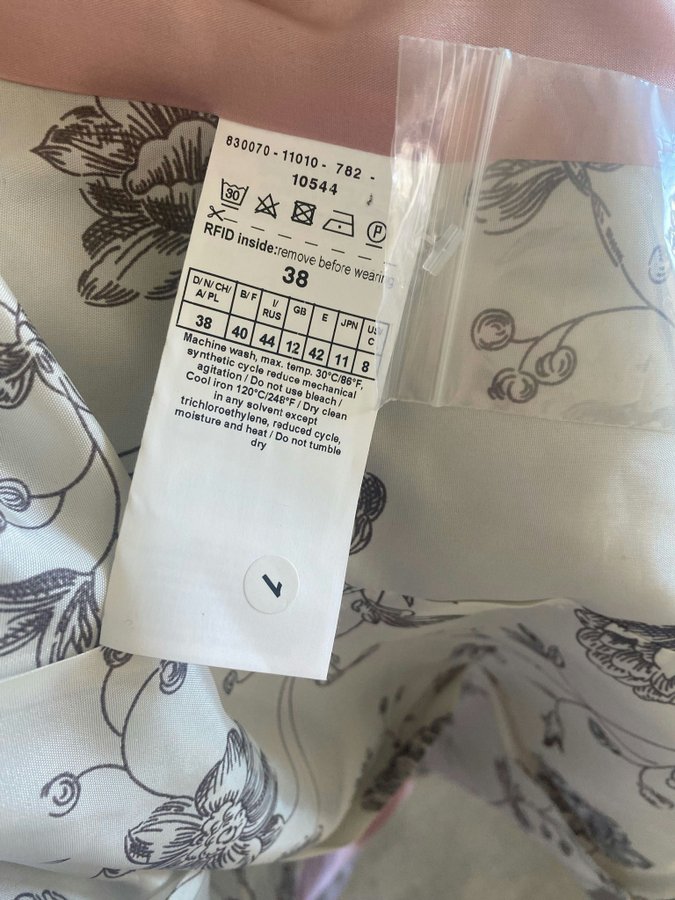 830070-11010- 782 -
10544
30
P
RFID inside:remove before wearing
38
D/N/CH/ A/PL B/F I/ RUS GB E JPN
38 40 44 12 42 11 8
Machine wash, max. temp. 30°C/86°F,
synthetic cycle reduce mechanical
agitation / Do not use bleach /
Cool iron 120°C/248°F / Dry clean
in any solvent except
trichloroethylene, reduced cycle,
moisture and heat / Do not tumble
dry
1